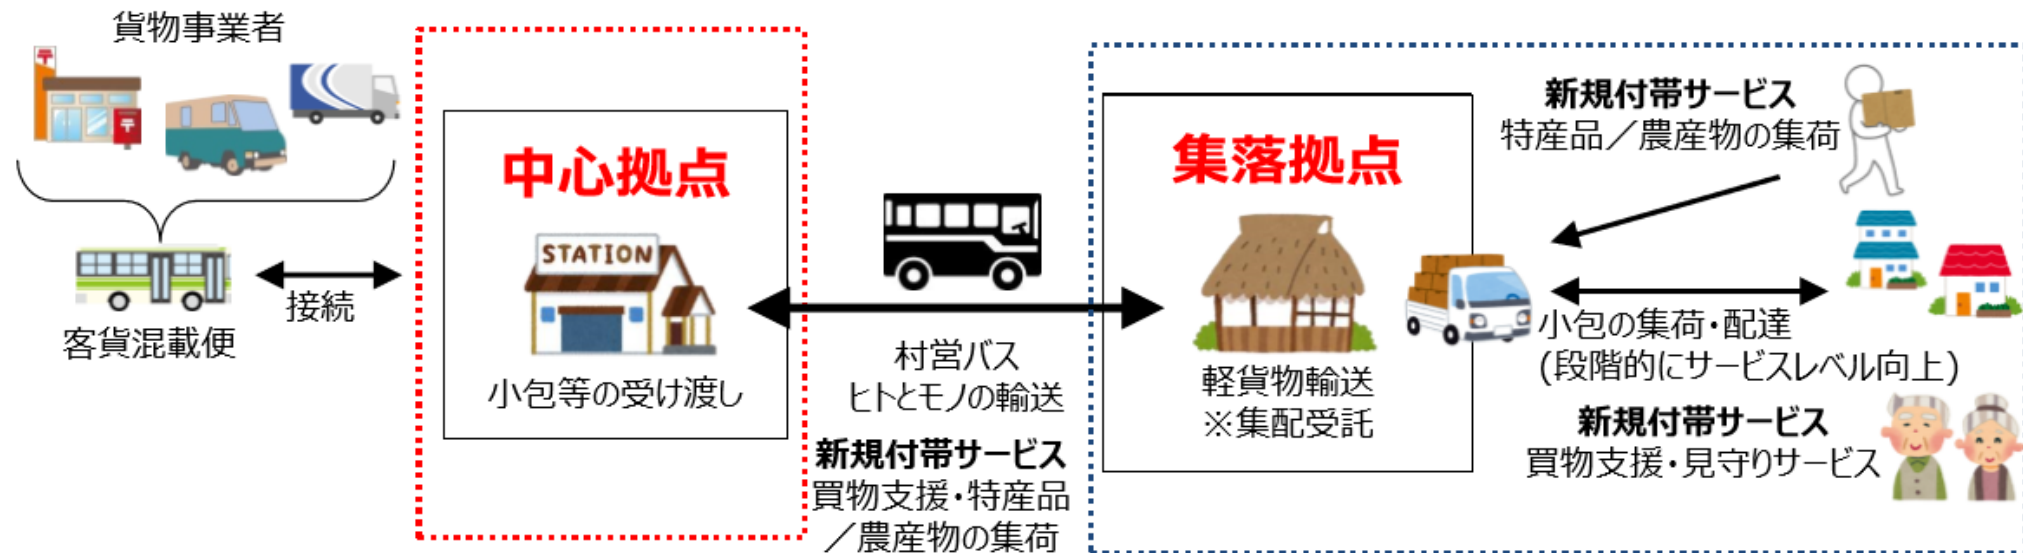 貨物事業者
客貨混載便
接続
中心拠点
STATION
小包等の受け渡し
村営バス
ヒトとモノの輸送
新規付帯サービス
買物支援・特産品
／農産物の集荷
集落拠点
軽貨物輸送
※集配受託
新規付帯サービス
特産品／農産物の集荷
小包の集荷・配達
(段階的にサービスレベル向上)
新規付帯サービス
買物支援・見守りサービス